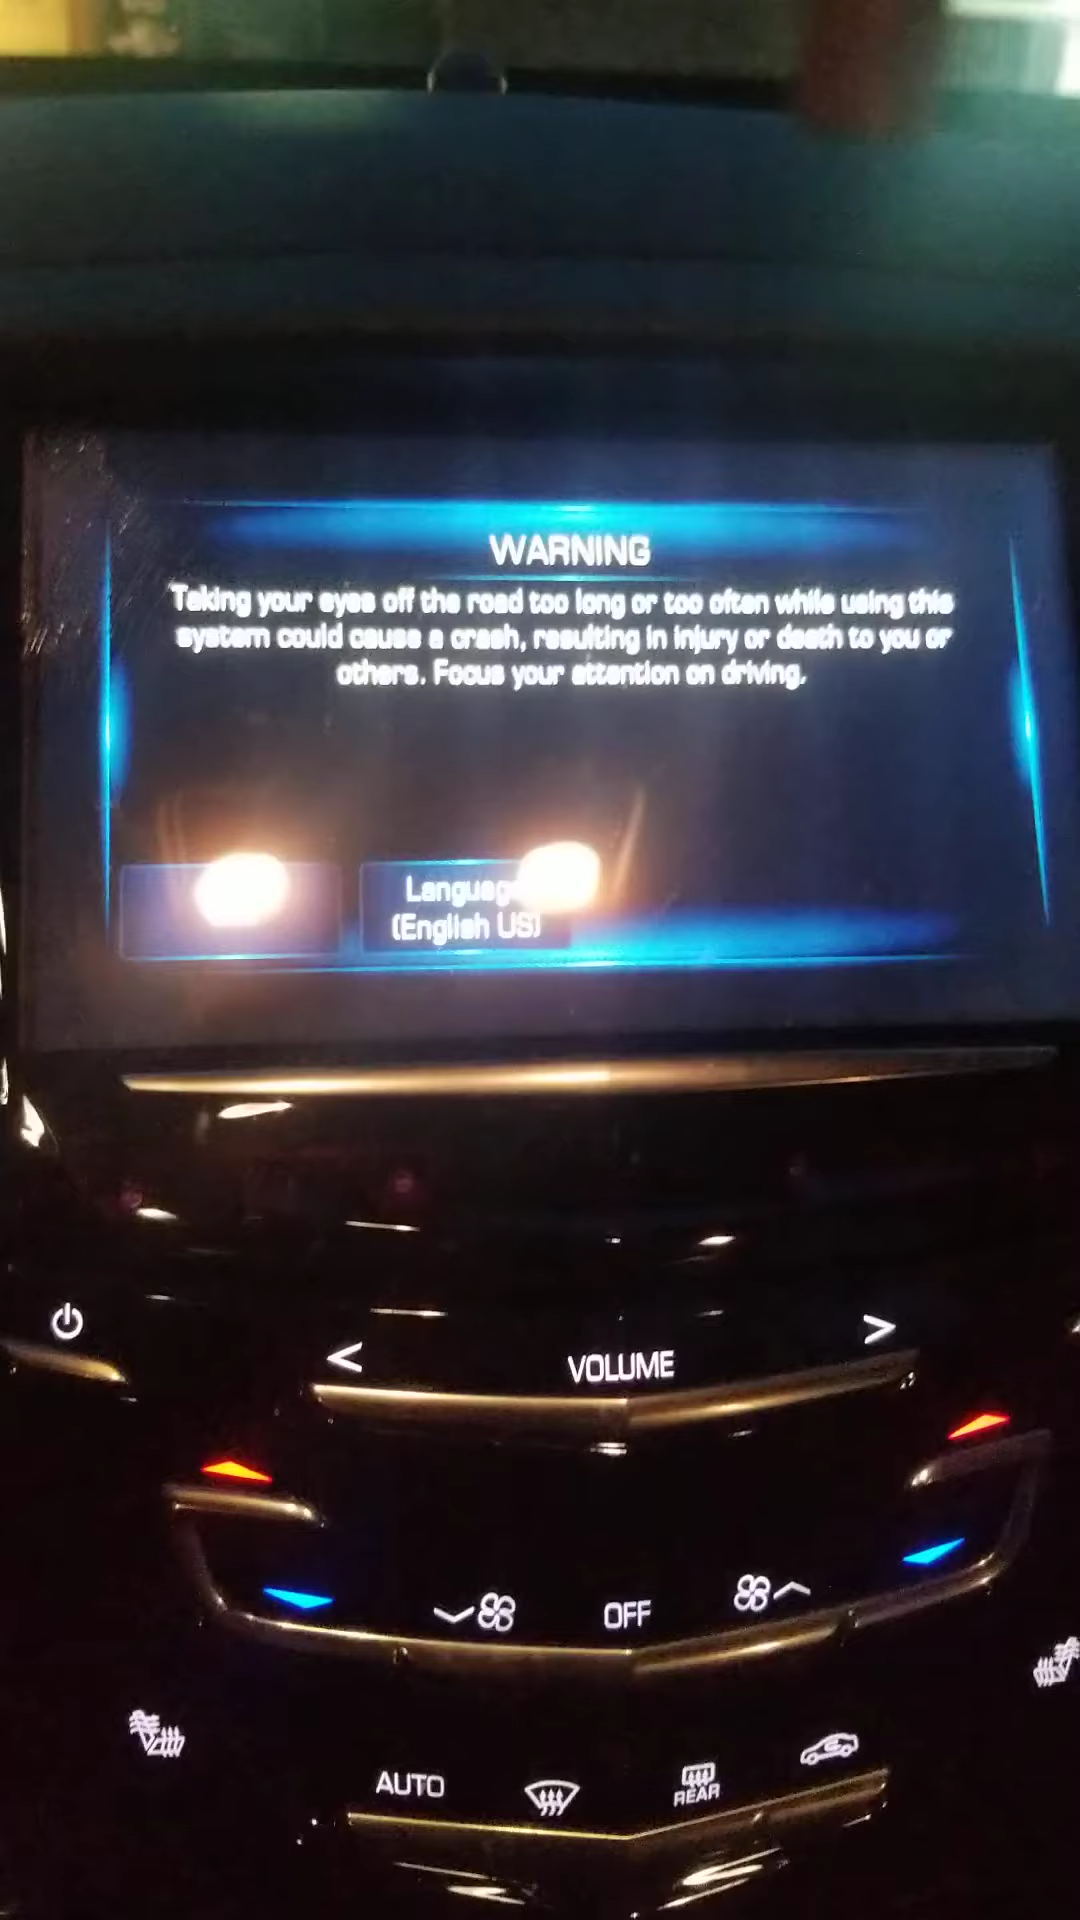 WARNING
Taking your eyes off the road too long or too often while using this
system could cause a crash, resulting in injury or death to you or
others. Focus your attention on driving.
Language
(English US)
VOLUME
OFF
AUTO
REAR